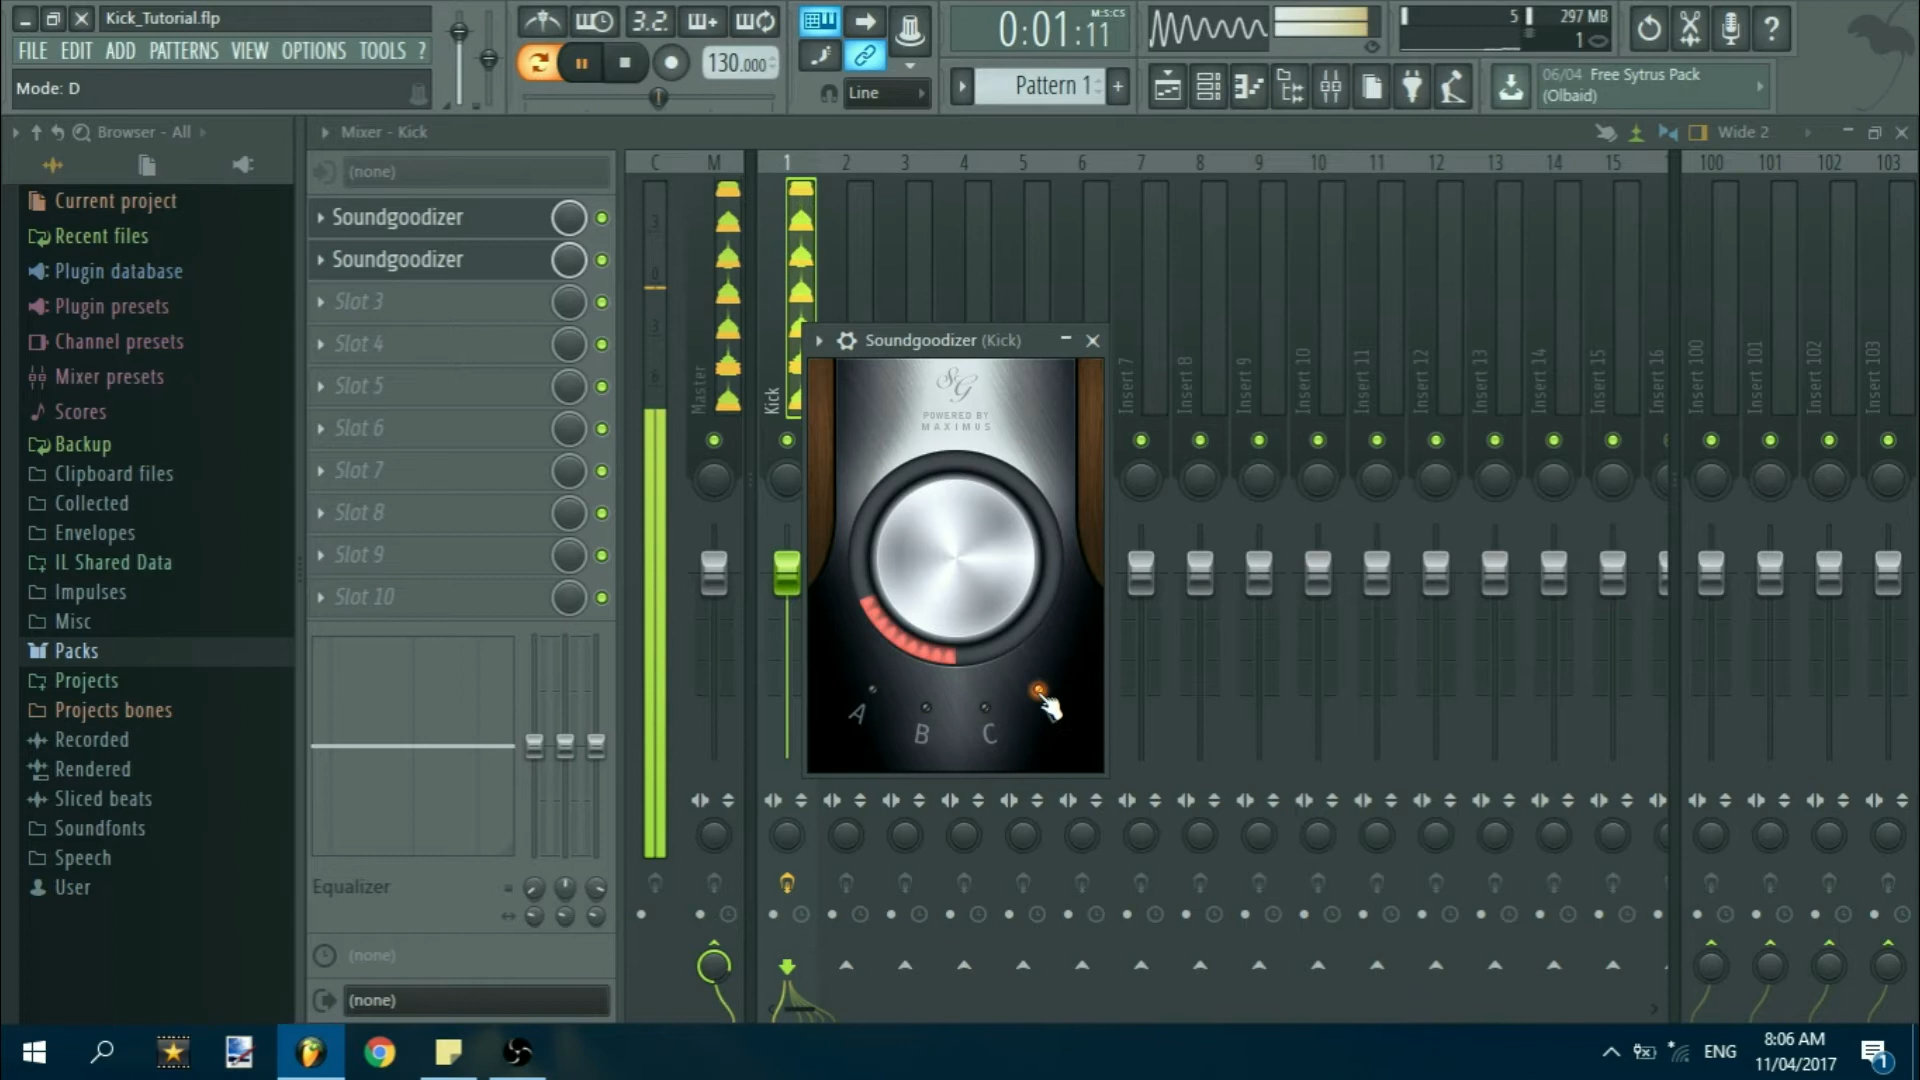 Kick_Tutorial.flp
FILE EDIT ADD PATTERNS VIEW OPTIONS TOOLS ?
Mode: D
3.2.
130.000
Line
0:01:11
M:S:CS
Pattern 1
+
5
297 MB
1
?
06/04 Free Sytrus Pack
(Olbaid)
Browser - All
Current project
Recent files
Plugin database
Plugin presets
Channel presets
Mixer presets
Scores
Backup
Clipboard files
Collected
Envelopes
IL Shared Data
Impulses
Misc
Packs
Projects
Projects bones
Recorded
Rendered
Sliced beats
Soundfonts
Speech
User
Mixer - Kick
Wide 2
(none)
Soundgoodizer
Soundgoodizer
Slot 3
Slot 4
Slot 5
Slot 6
Slot 7
Slot 8
Slot 9
Slot 10
Equalizer
(none)
(none)
C M 1 2 3 4 5 6 7 8 9 10 11 12 13 14 15 100 101 102 103
3
0
3
6
Master
Kick
Insert 7
Insert 8
Insert 9
Insert 10
Insert 11
Insert 12
Insert 13
Insert 14
Insert 15
Insert 16
Insert 100
Insert 101
Insert 102
Insert 103
Soundgoodizer (Kick)
SG
POWERED BY
MAXIMUS
A
B
C
ENG
8:06 AM
11/04/2017
1